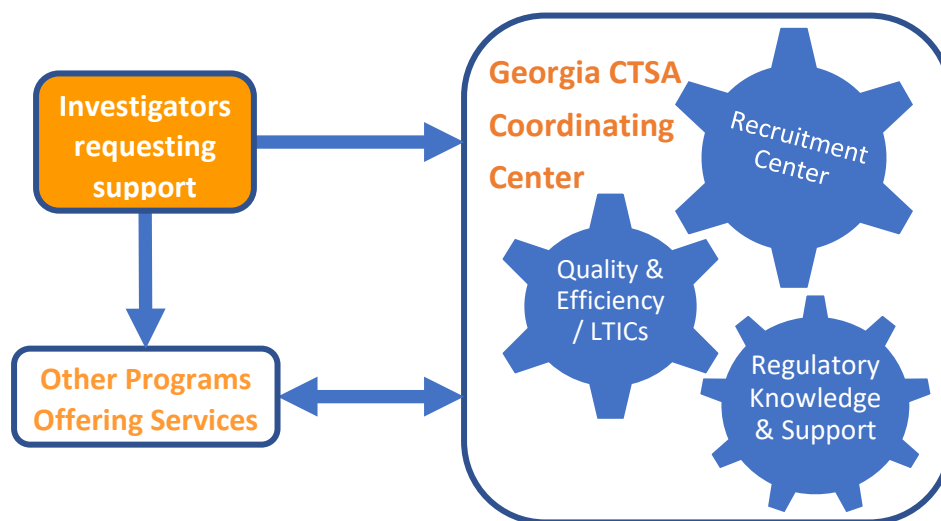 Investigators
requesting
support
Other Programs
Offering Services
Georgia CTSA
Coordinating
Center
Recruitment
Center
Quality &
Efficiency
/ LTICs
Regulatory
Knowledge
& Support